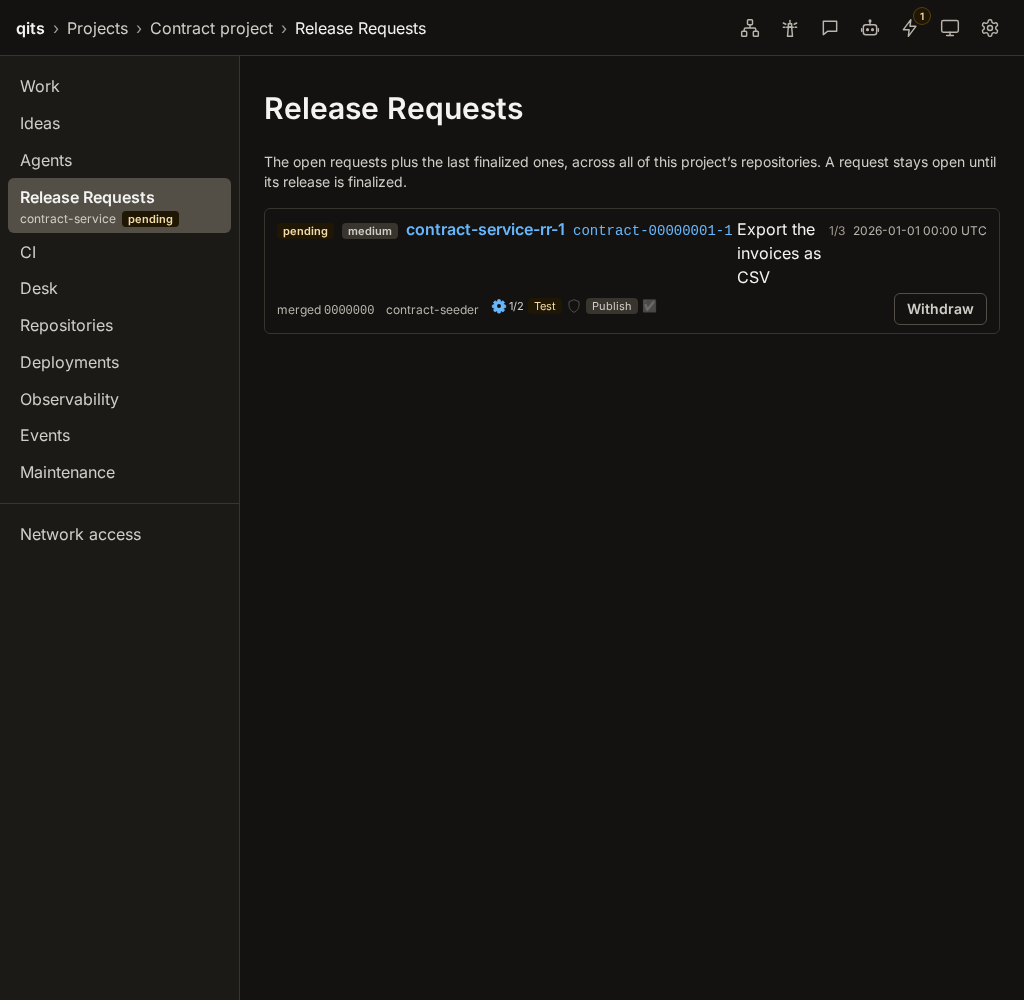 qits › Projects › Contract project › Release Requests
1
Work
Ideas
Agents
Release Requests
contract-service pending
CI
Desk
Repositories
Deployments
Observability
Events
Maintenance
Network access
Release Requests
The open requests plus the last finalized ones, across all of this project’s repositories. A request stays open until
its release is finalized.
pending medium contract-service-rr-1 contract-00000001-1 Export the 1/3 2026-01-01 00:00 UTC
invoices as
CSV
merged 0000000 contract-seeder 1/2 Test Publish
Withdraw